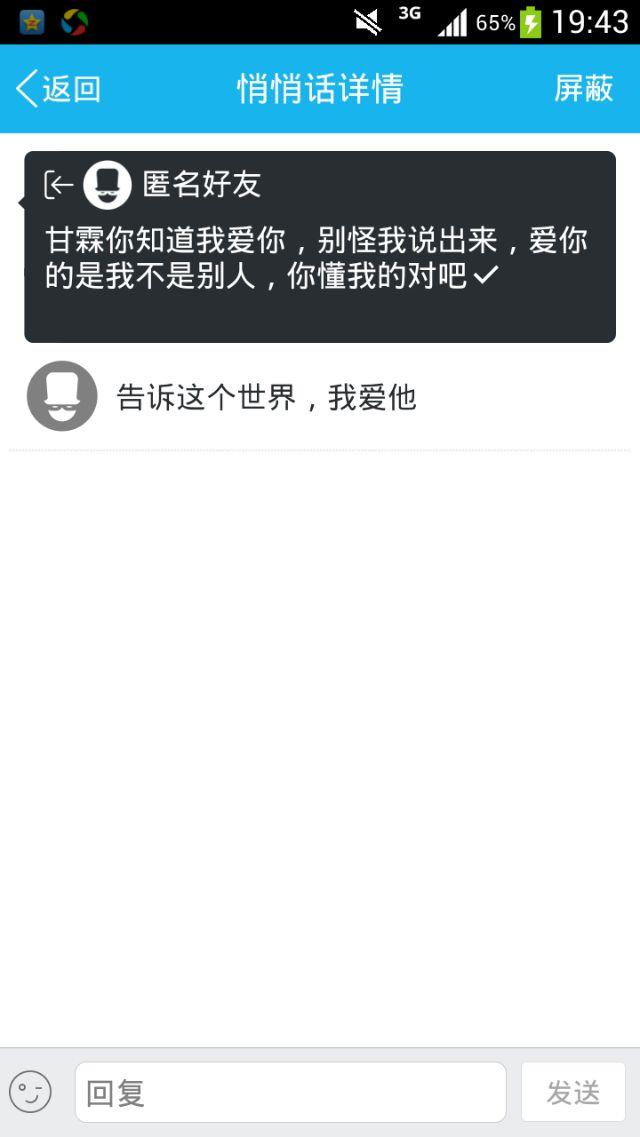 3G 65% 19:43
返回 悄悄话详情 屏蔽
匿名好友
甘霖你知道我爱你，别怪我说出来，爱你
的是我不是别人，你懂我的对吧✓
告诉这个世界，我爱他
回复 发送